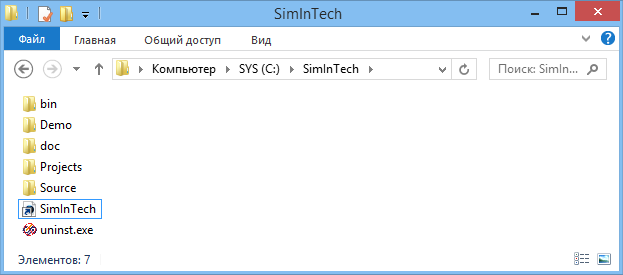 SimInTech
Файл Главная Общий доступ Вид
Компьютер SYS (C:) SimInTech Поиск: SimIn...
bin
Demo
doc
Projects
Source
SimInTech
uninst.exe
Элементов: 7